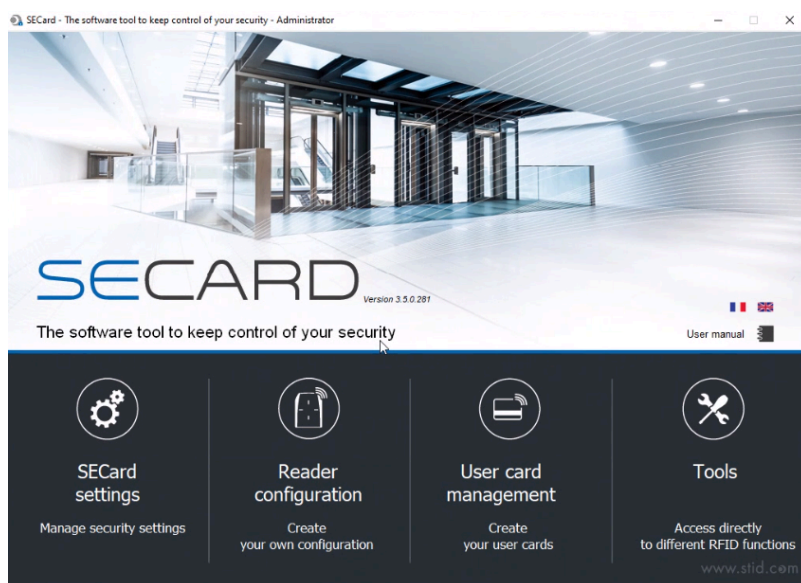 SECard - The software tool to keep control of your security - Administrator
SECARD
Version 3.5.0.281
The software tool to keep control of your security
User manual
SECard
settings
Manage security settings
Reader
configuration
Create
your own configuration
User card
management
Create
your user cards
Tools
Access directly
to different RFID functions
www.stid.com